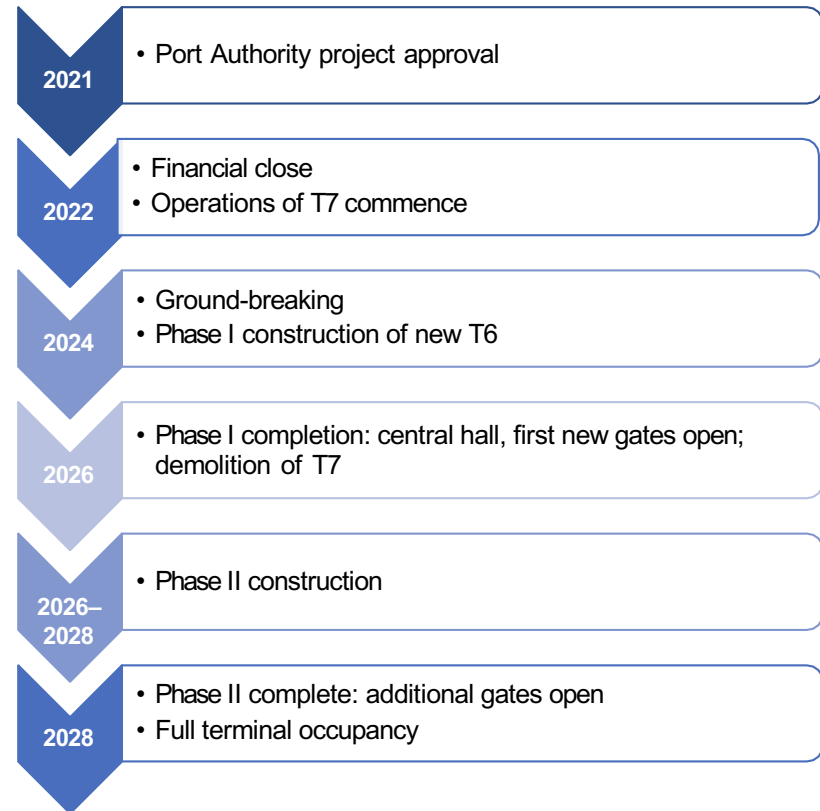 2021
• Port Authority project approval
2022
• Financial close
• Operations of T7 commence
2024
• Ground-breaking
• Phase I construction of new T6
2026
• Phase I completion: central hall, first new gates open;
demolition of T7
2026–
2028
• Phase II construction
2028
• Phase II complete: additional gates open
• Full terminal occupancy